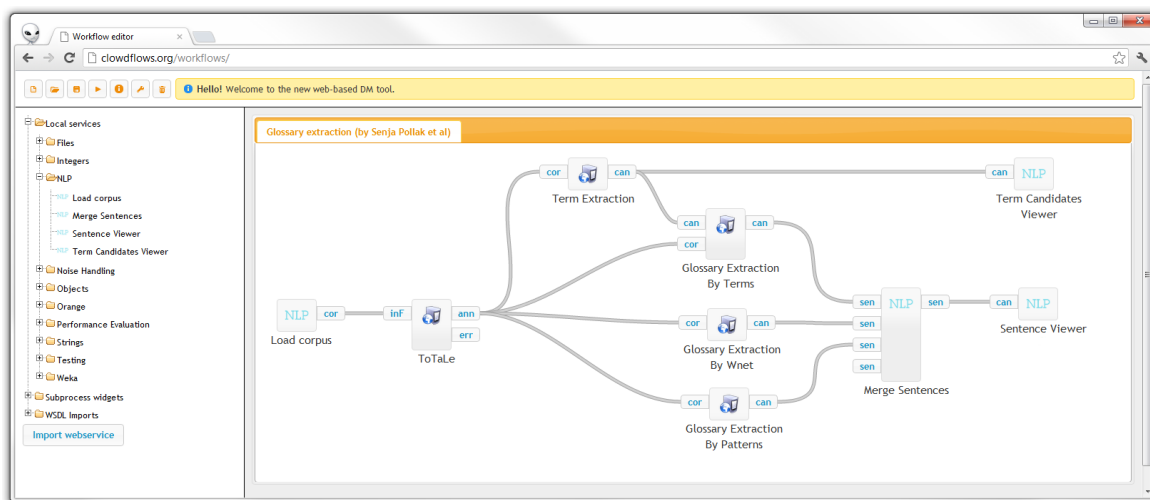 Workflow editor
clowdflows.org/workflows/
Hello! Welcome to the new web-based DM tool.
Local services
Files
Integers
NLP
NLP Load corpus
NLP Merge Sentences
NLP Sentence Viewer
NLP Term Candidates Viewer
Noise Handling
Objects
Orange
Performance Evaluation
Strings
Testing
Weka
Subprocess widgets
WSDL Imports
Import webservice
Glossary extraction (by Senja Pollak et al)
cor can
Term Extraction
can NLP
Term Candidates
Viewer
can can
cor
Glossary Extraction
By Terms
NLP cor
Load corpus
inF ann
err
ToTaLe
cor can
Glossary Extraction
By Wnet
cor can
Glossary Extraction
By Patterns
sen NLP sen
sen
sen
sen
Merge Sentences
can NLP
Sentence Viewer